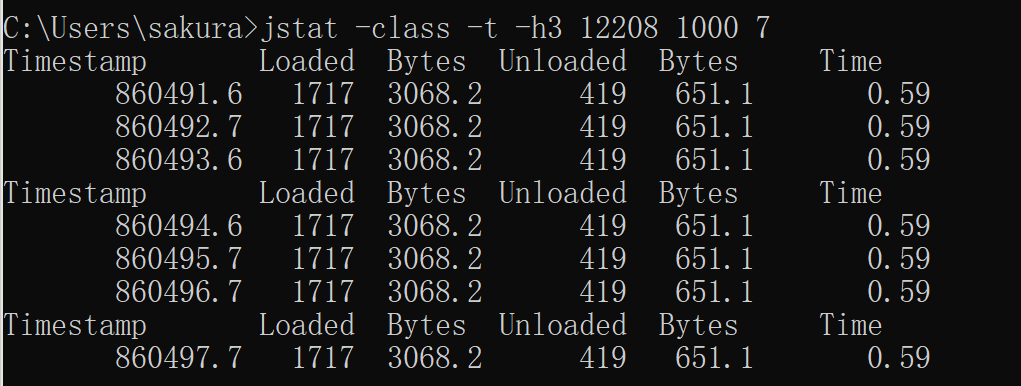 C:\Users\sakura>jstat -class -t -h3 12208 1000 7
Timestamp Loaded Bytes Unloaded Bytes Time
860491.6 1717 3068.2 419 651.1 0.59
860492.7 1717 3068.2 419 651.1 0.59
860493.6 1717 3068.2 419 651.1 0.59
Timestamp Loaded Bytes Unloaded Bytes Time
860494.6 1717 3068.2 419 651.1 0.59
860495.7 1717 3068.2 419 651.1 0.59
860496.7 1717 3068.2 419 651.1 0.59
Timestamp Loaded Bytes Unloaded Bytes Time
860497.7 1717 3068.2 419 651.1 0.59